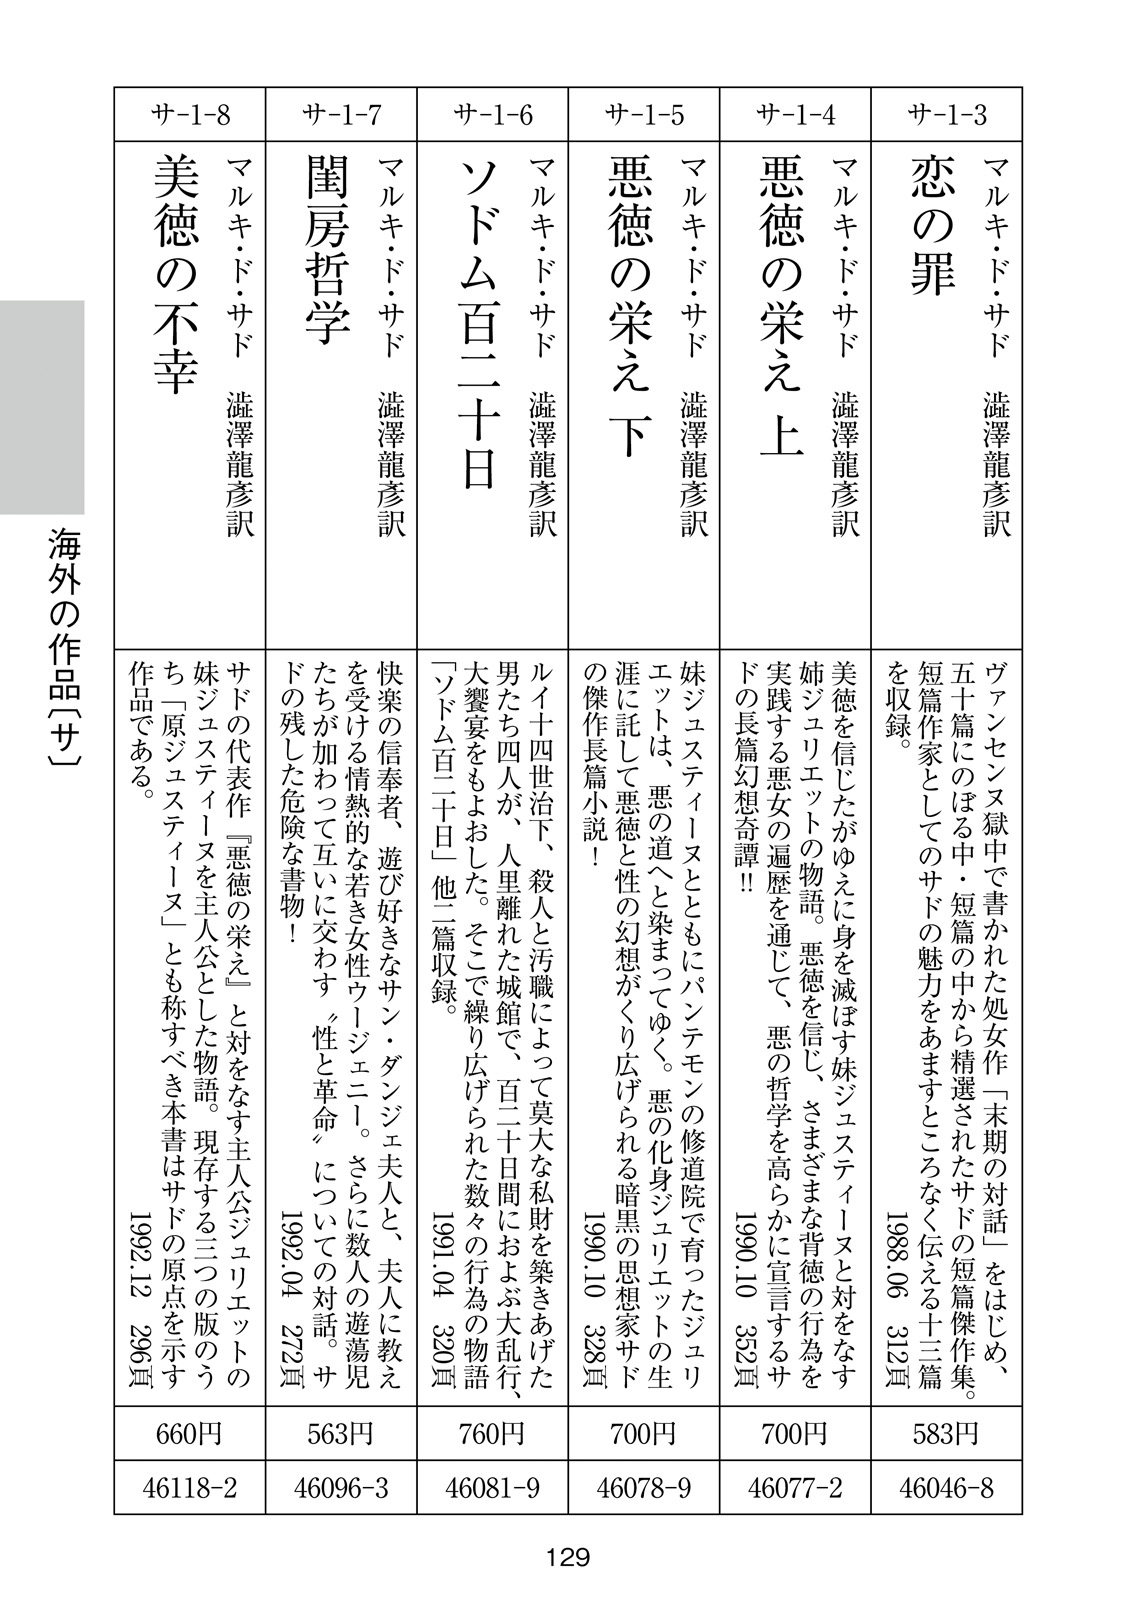 サ-1-3
マルキ・ド・サド　澁澤龍彥訳
恋の罪
ヴァンセンヌ獄中で書かれた処女作「末期の対話」をはじめ、
五十篇にのぼる中・短篇の中から精選されたサドの短篇傑作集。
短篇作家としてのサドの魅力をあますところなく伝える十三篇
を収録。
1988.06　312頁
583円
46046-8
サ-1-4
マルキ・ド・サド　澁澤龍彥訳
悪徳の栄え 上
美徳を信じたがゆえに身を滅ぼす妹ジュスティーヌと対をなす
姉ジュリエットの物語。悪徳を信じ、さまざまな背徳の行為を
実践する悪女の遍歴を通じて、悪の哲学を高らかに宣言するサ
ドの長篇幻想奇譚!!
1990.10　352頁
700円
46077-2
サ-1-5
マルキ・ド・サド　澁澤龍彥訳
悪徳の栄え 下
妹ジュスティーヌとともにパンテモンの修道院で育ったジュリ
エットは、悪の道へと染まってゆく。悪の化身ジュリエットの生
涯に託して悪徳と性の幻想がくり広げられる暗黒の思想家サド
の傑作長篇小説！
1990.10　328頁
700円
46078-9
サ-1-6
マルキ・ド・サド　澁澤龍彥訳
ソドム百二十日
ルイ十四世治下、殺人と汚職によって莫大な私財を築きあげた
男たち四人が、人里離れた城館で、百二十日間におよぶ大乱行、
大饗宴をもよおした。そこで繰り広げられた数々の行為の物語
「ソドム百二十日」他二篇収録。
1991.04　320頁
760円
46081-9
サ-1-7
マルキ・ド・サド　澁澤龍彥訳
閨房哲学
快楽の信奉者、遊び好きなサン・ダンジェ夫人と、夫人に教え
を受ける情熱的な若き女性ウージェニー。さらに数人の遊蕩児
たちが加わって互いに交わす〝性と革命〟についての対話。サ
ドの残した危険な書物！
1992.04　272頁
563円
46096-3
サ-1-8
マルキ・ド・サド　澁澤龍彥訳
美徳の不幸
サドの代表作『悪徳の栄え』と対をなす主人公ジュリエットの
妹ジュスティーヌを主人公とした物語。現存する三つの版のう
ち「原ジュスティーヌ」とも称すべき本書はサドの原点を示す
作品である。
1992.12　296頁
660円
46118-2
海外の作品〔サ〕
129